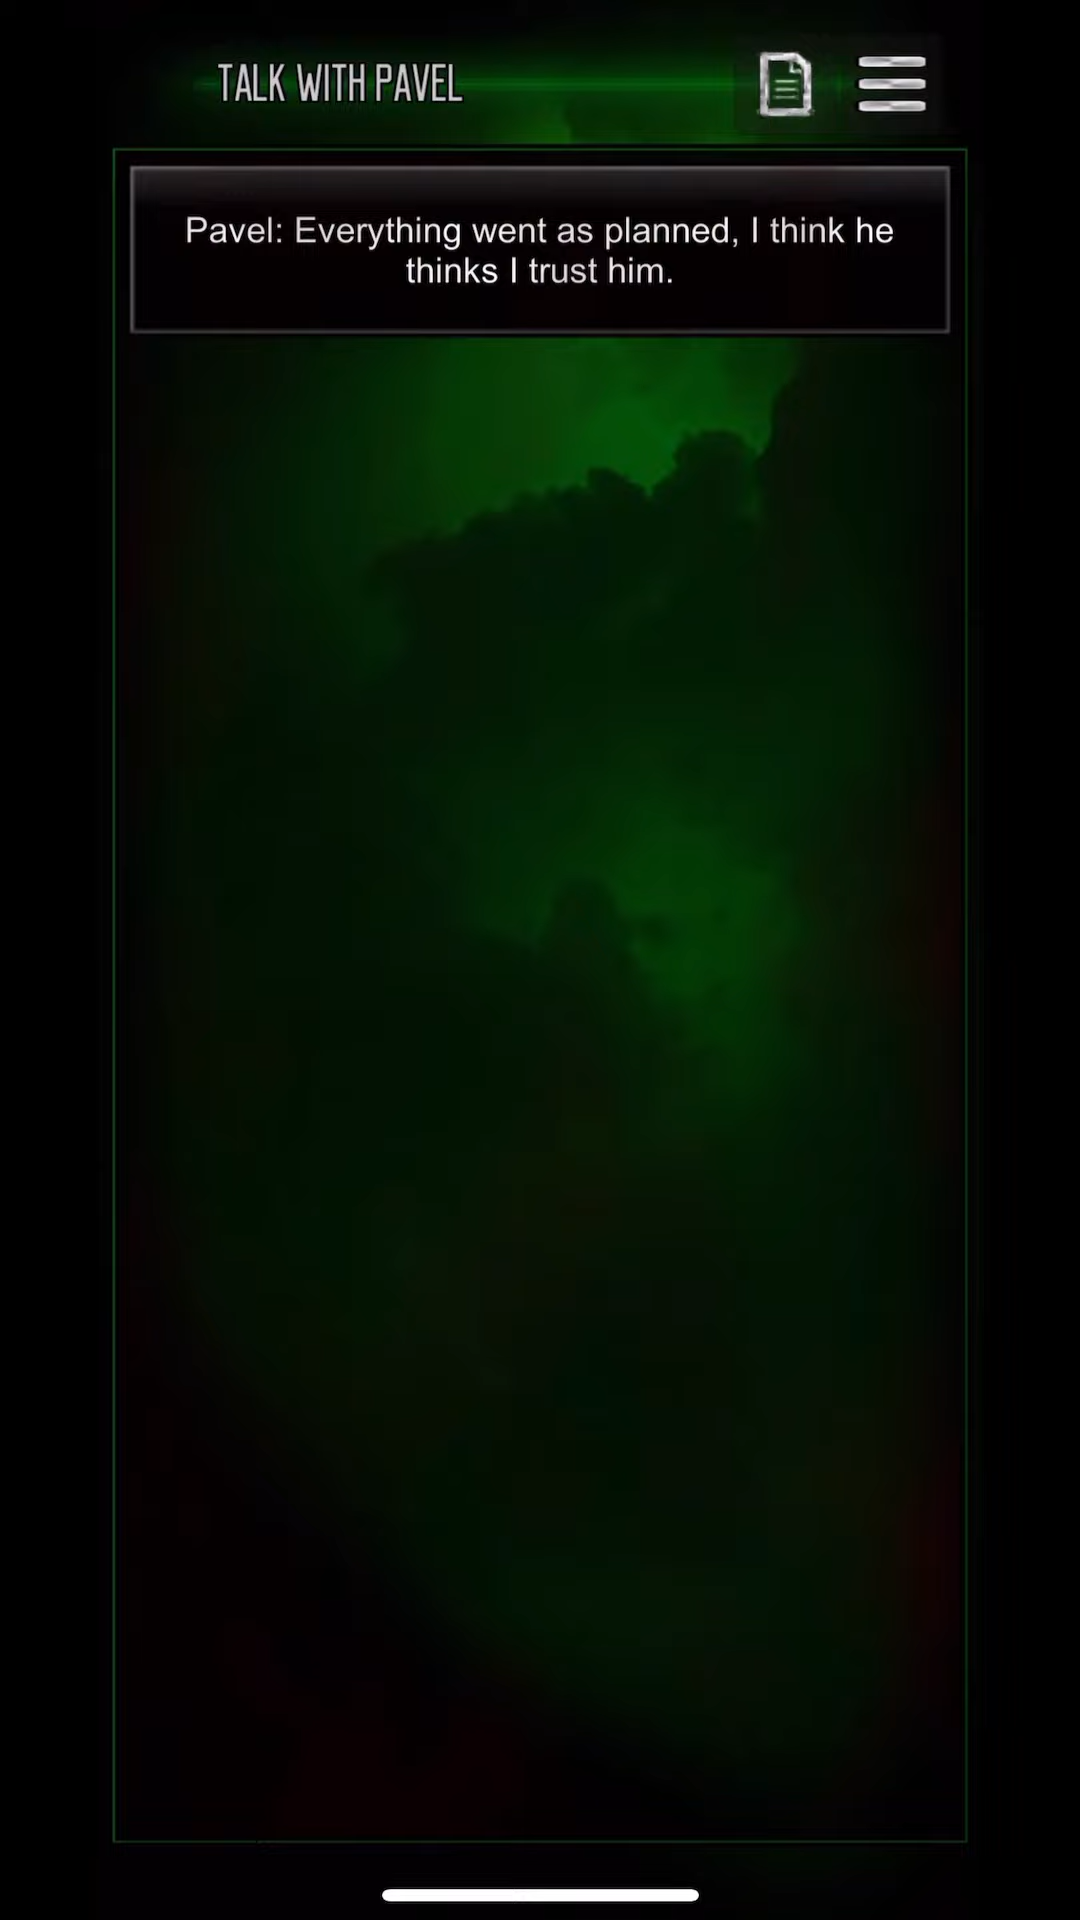 TALK WITH PAVEL
Pavel: Everything went as planned, I think he
thinks I trust him.